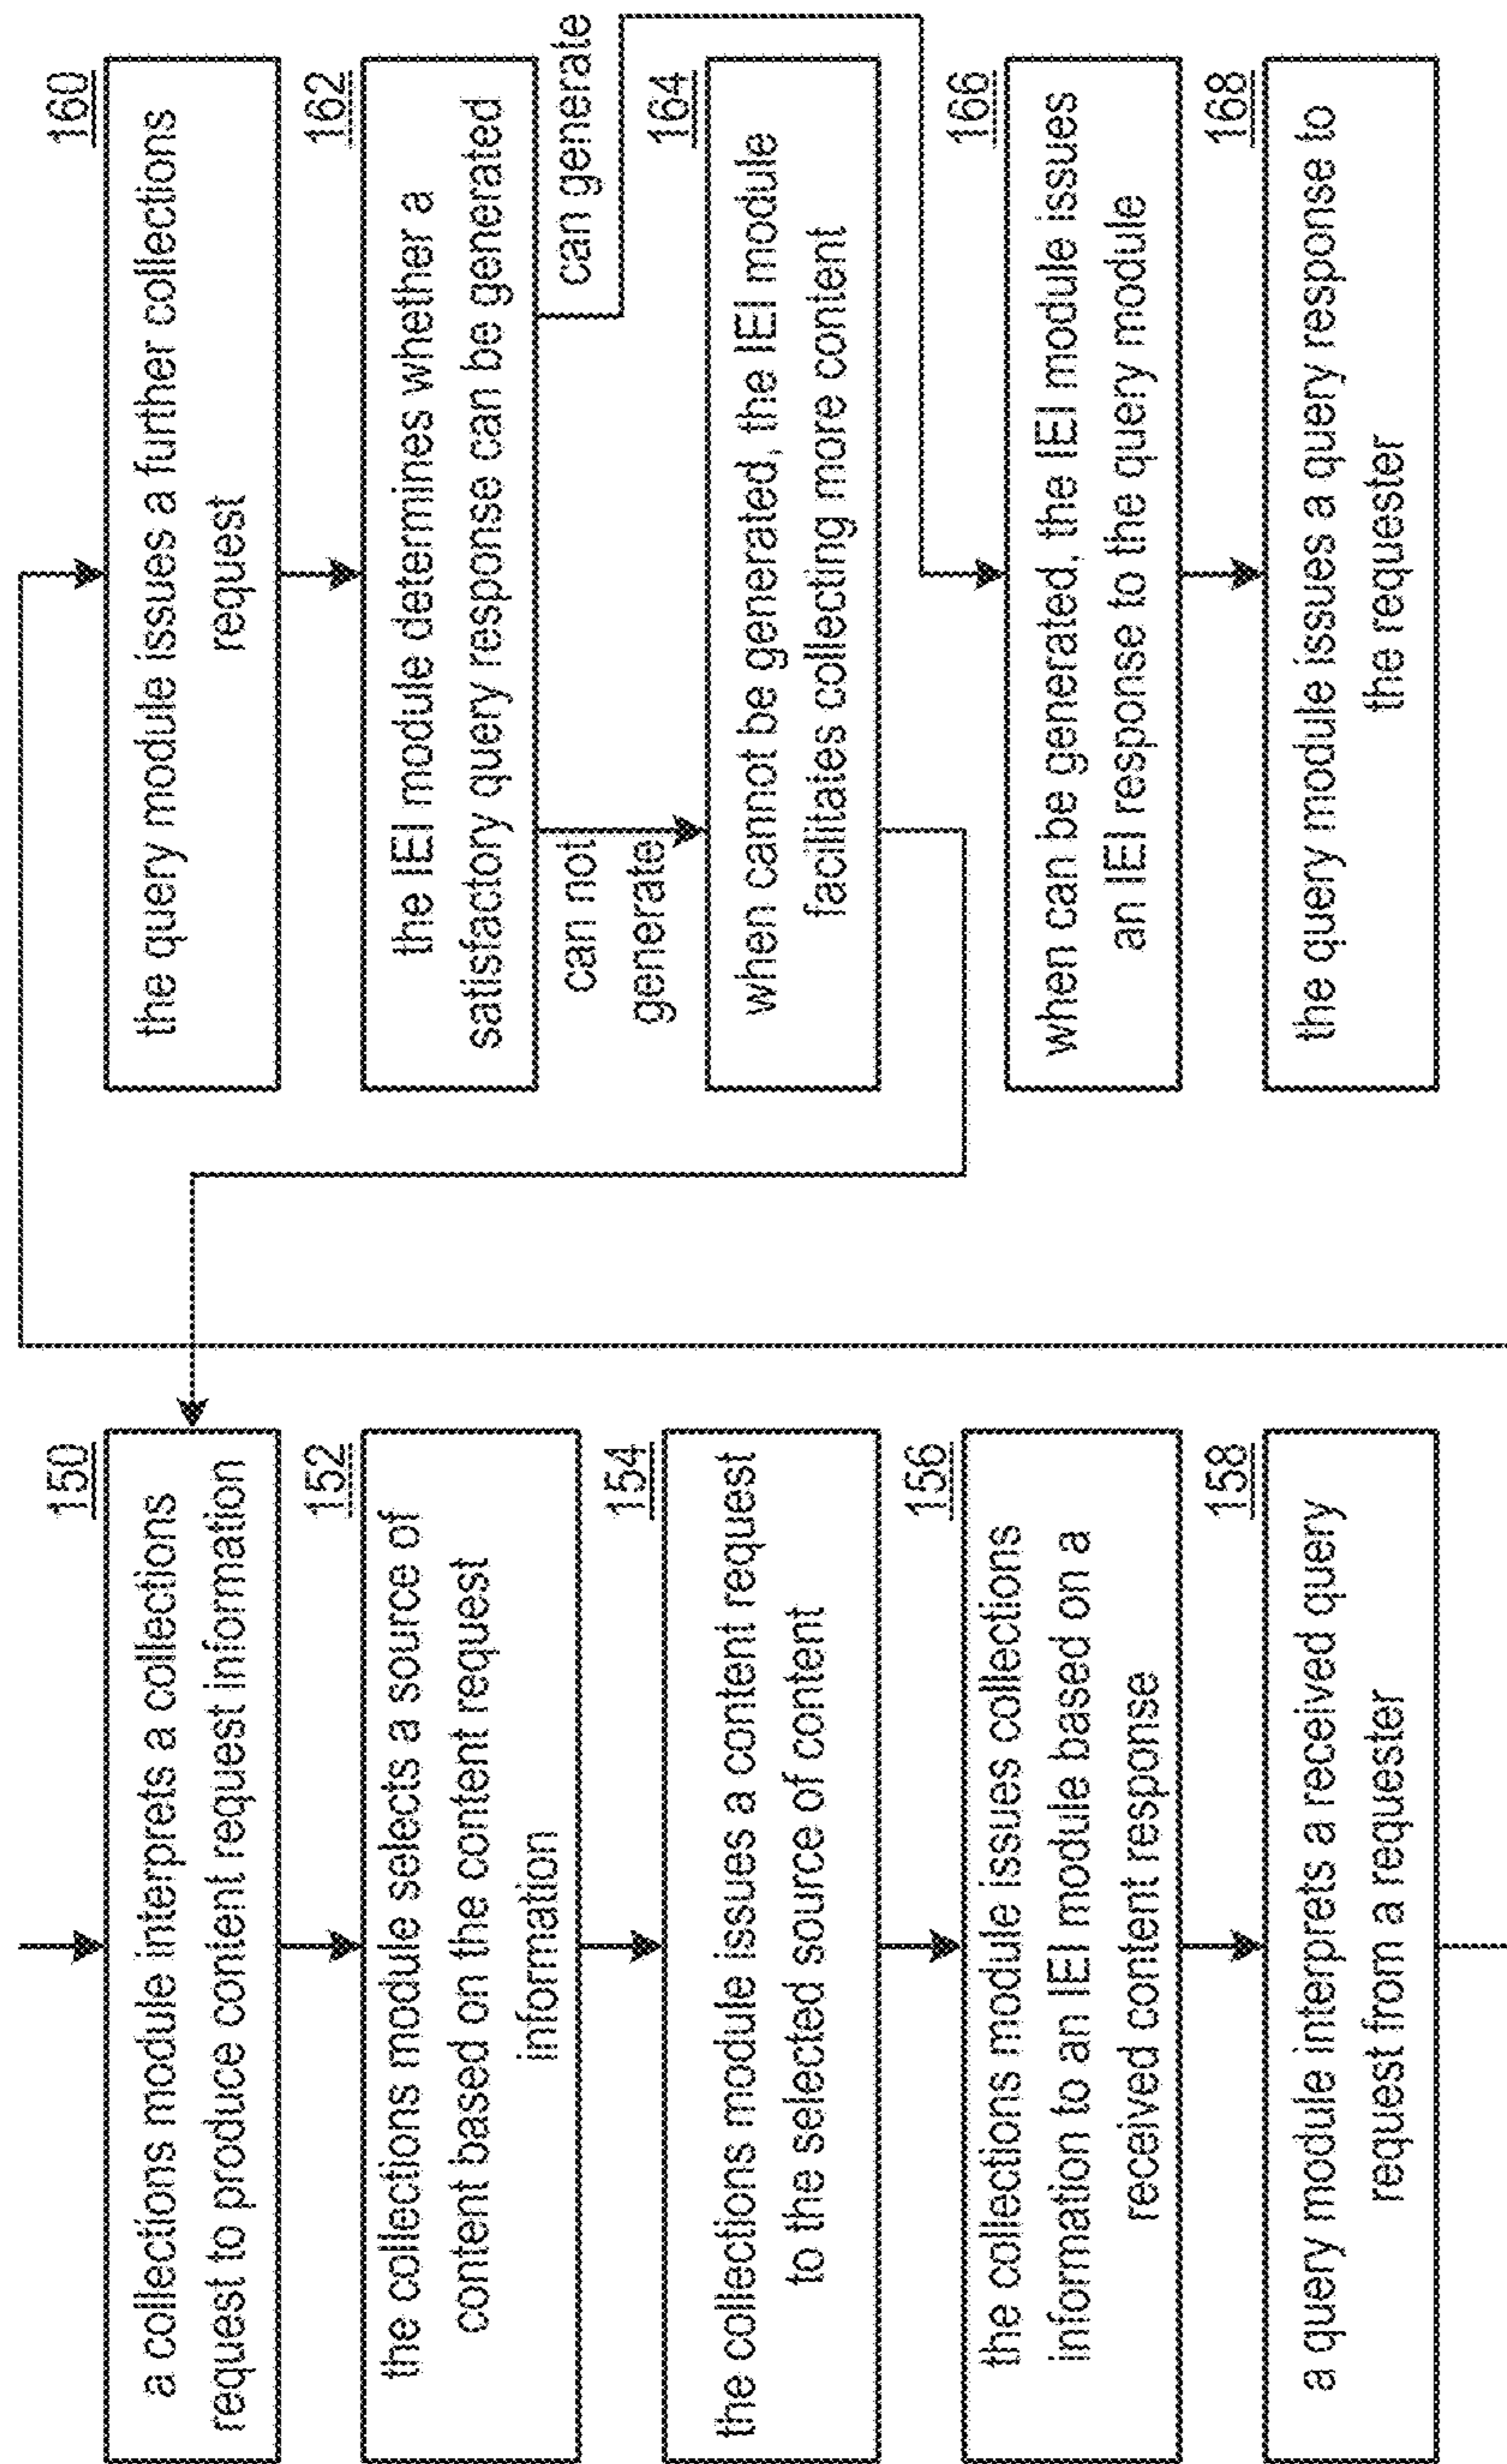 150
a collections module interprets a collections
request to produce content request information
152
the collections module selects a source of
content based on the content request
information
154
the collections module issues a content request
to the selected source of content
156
the collections module issues collections
information to an IEI module based on a
received content response
158
a query module interprets a received query
request from a requester
160
the query module issues a further collections
request
162
the IEI module determines whether a
satisfactory query response can be generated
can not
generate
can generate
164
when cannot be generated, the IEI module
facilitates collecting more content
166
when can be generated, the IEI module issues
an IEI response to the query module
168
the query module issues a query response to
the requester